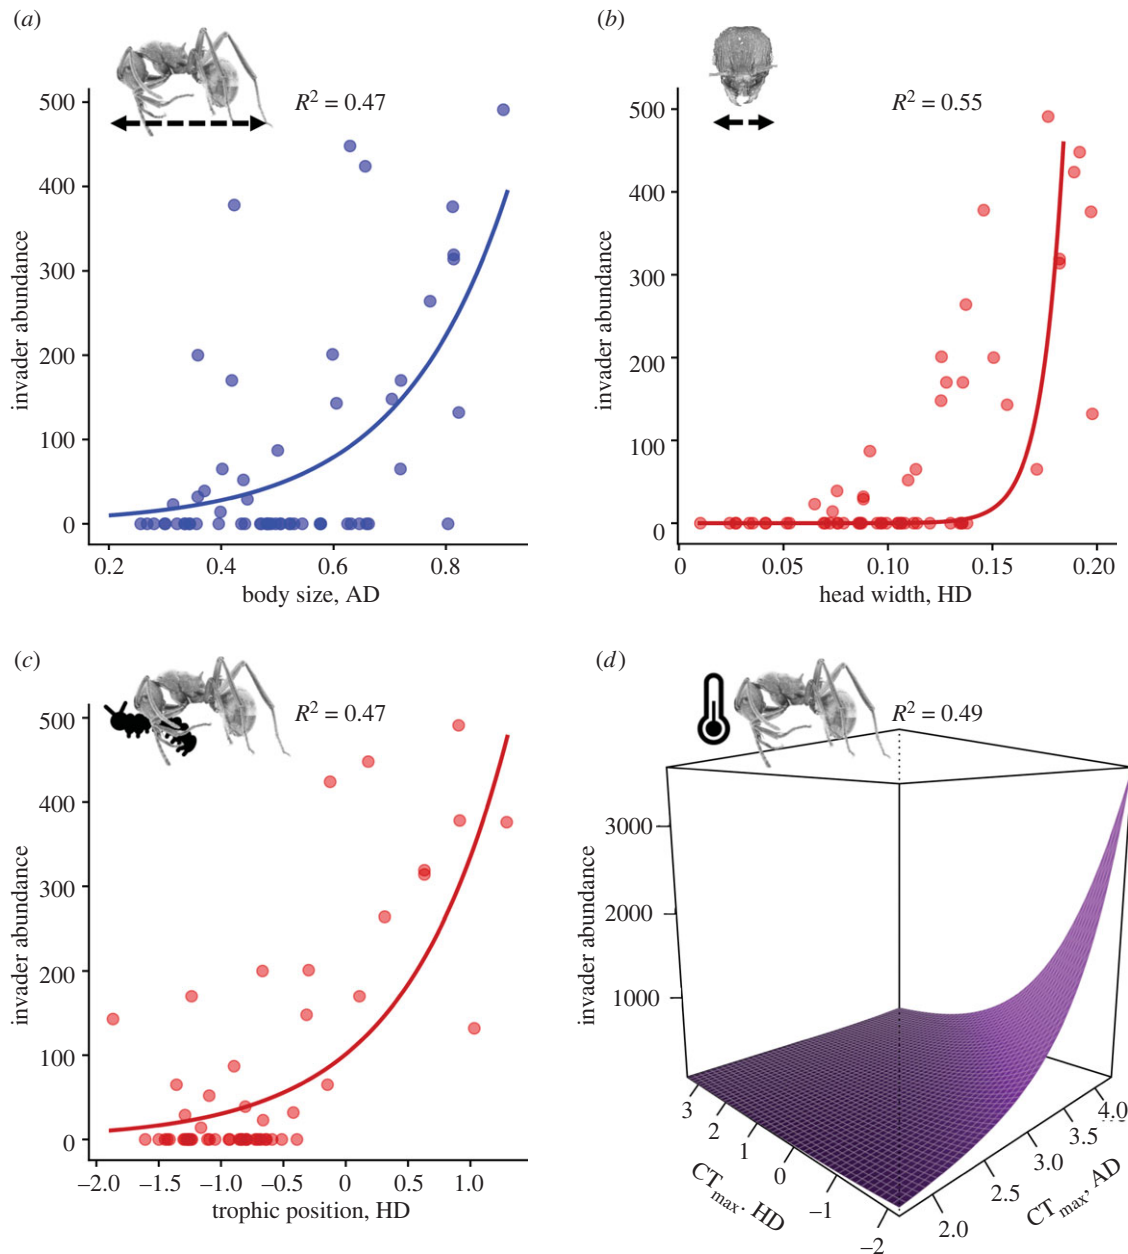 (a)
R² = 0.47
500
400
300
200
100
0
invader abundance
0.2 0.4 0.6 0.8
body size, AD
(b)
R² = 0.55
500
400
300
200
100
0
invader abundance
0 0.05 0.10 0.15 0.20
head width, HD
(c)
R² = 0.47
500
400
300
200
100
0
invader abundance
–2.0 –1.5 –1.0 –0.5 0 0.5 1.0
trophic position, HD
(d)
R² = 0.49
3000
2000
1000
invader abundance
3 2 1 0 –1 –2
CTmax. HD
2.0 2.5 3.0 3.5 4.0
CTmax, AD